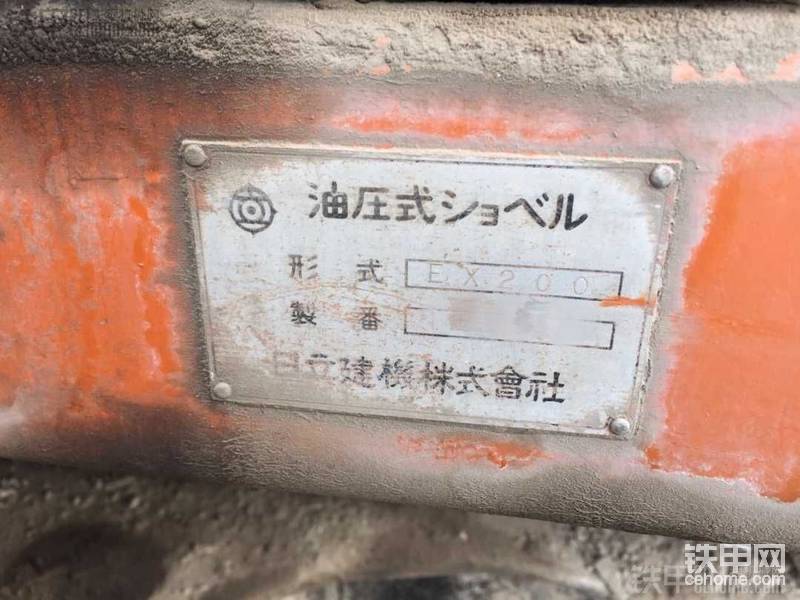 油圧式ショベル
形式 EX200
製番
日立建機株式會社
铁甲网
cehome.com